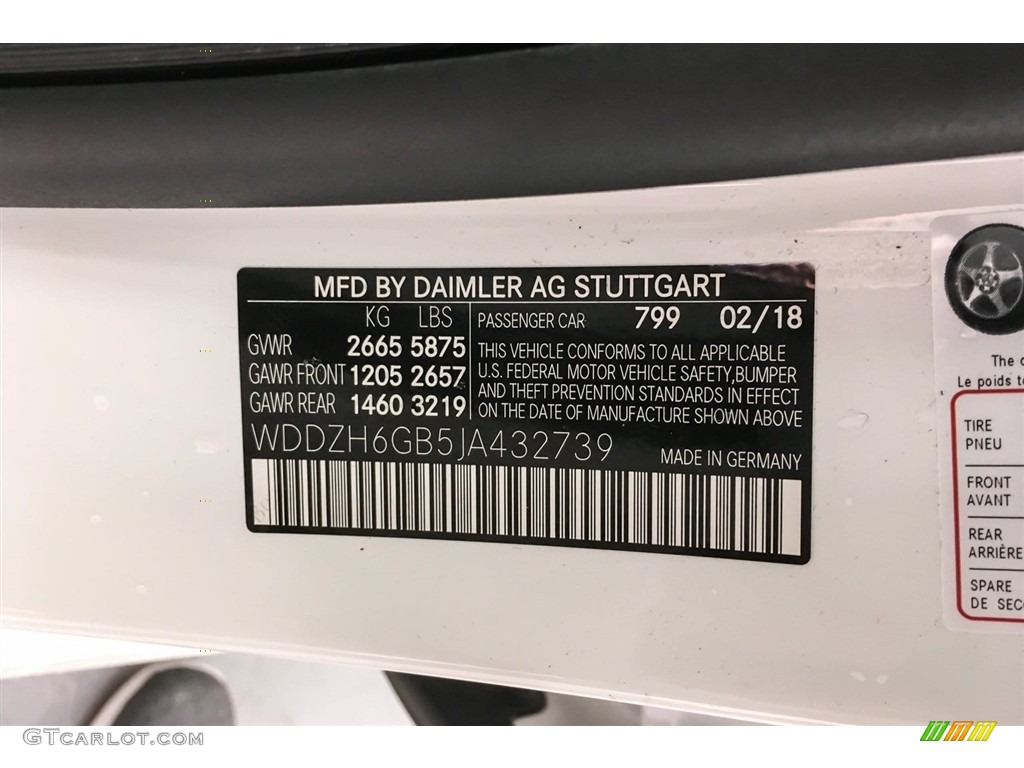 MFD BY DAIMLER AG STUTTGART
KG LBS
GVWR 2665 5875
GAWR FRONT 1205 2657
GAWR REAR 1460 3219
PASSENGER CAR 799 02/18
THIS VEHICLE CONFORMS TO ALL APPLICABLE
U.S. FEDERAL MOTOR VEHICLE SAFETY, BUMPER
AND THEFT PREVENTION STANDARDS IN EFFECT
ON THE DATE OF MANUFACTURE SHOWN ABOVE
WDDZH6GB5JA432739
MADE IN GERMANY
The
Le poids
TIRE
PNEU
FRONT
AVANT
REAR
ARRIÈRE
SPARE
DE
GTCARLOT.COM